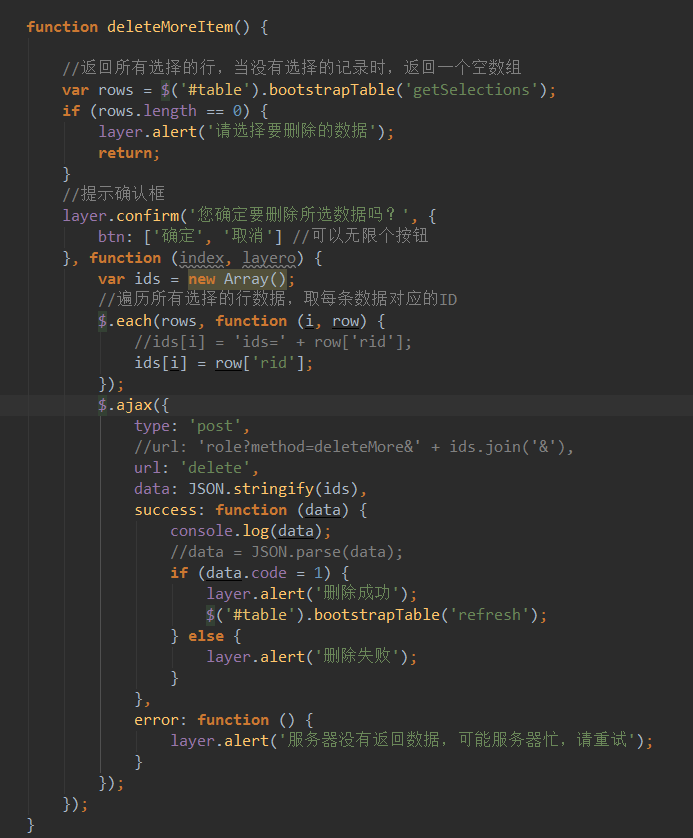 function deleteMoreItem() {
//返回所有选择的行，当没有选择的记录时，返回一个空数组
var rows = $('#table').bootstrapTable('getSelections');
if (rows.length == 0) {
layer.alert('请选择要删除的数据');
return;
}
//提示确认框
layer.confirm('您确定要删除所选数据吗？', {
btn: ['确定', '取消'] //可以无限个按钮
}, function (index, layero) {
var ids = new Array();
//遍历所有选择的行数据，取每条数据对应的ID
$.each(rows, function (i, row) {
//ids[i] = 'ids=' + row['rid'];
ids[i] = row['rid'];
});
$.ajax({
type: 'post',
//url: 'role?method=deleteMore&' + ids.join('&'),
url: 'delete',
data: JSON.stringify(ids),
success: function (data) {
console.log(data);
//data = JSON.parse(data);
if (data.code = 1) {
layer.alert('删除成功');
$('#table').bootstrapTable('refresh');
} else {
layer.alert('删除失败');
}
},
error: function () {
layer.alert('服务器没有返回数据，可能服务器忙，请重试');
}
});
});
}